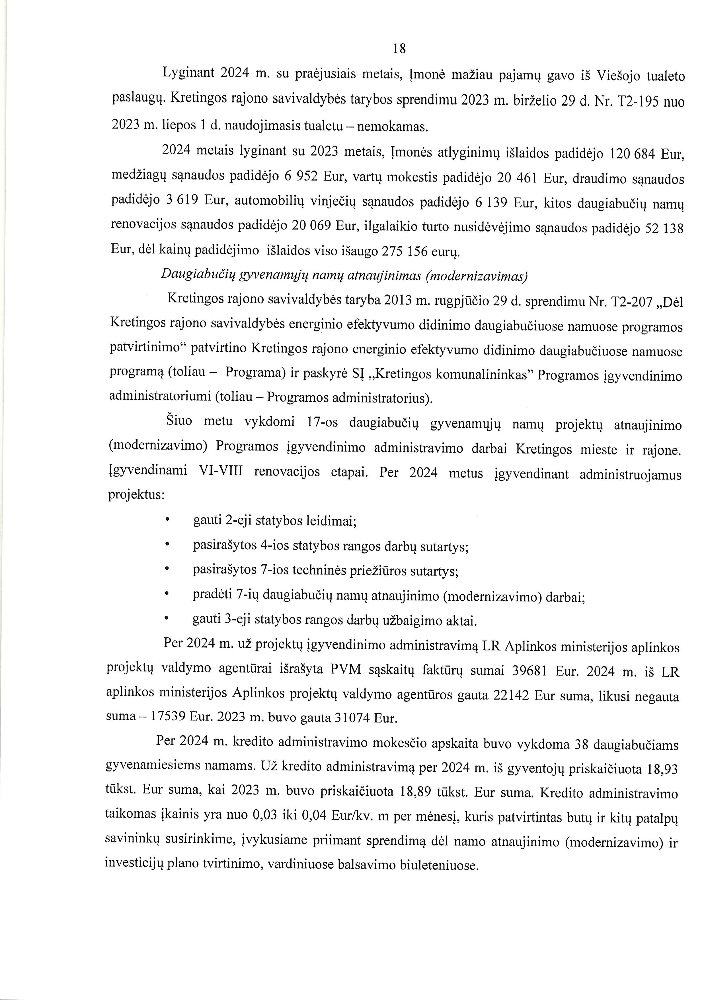 18
Lyginant 2024 m. su praėjusiais metais, Įmonė mažiau pajamų gavo iš Viešojo tualeto
paslaugų. Kretingos rajono savivaldybės tarybos sprendimu 2023 m. birželio 29 d. Nr. T2-195 nuo
2023 m. liepos 1 d. naudojimasis tualetu – nemokamas.
2024 metais lyginant su 2023 metais, Įmonės atlyginimų išlaidos padidėjo 120 684 Eur,
medžiagų sąnaudos padidėjo 6 952 Eur, vartų mokestis padidėjo 20 461 Eur, draudimo sąnaudos
padidėjo 3 619 Eur, automobilių vinječių sąnaudos padidėjo 6 139 Eur, kitos daugiabučių namų
renovacijos sąnaudos padidėjo 20 069 Eur, ilgalaikio turto nusidėvėjimo sąnaudos padidėjo 52 138
Eur, dėl kainų padidėjimo išlaidos viso išaugo 275 156 eurų.
Daugiabučių gyvenamųjų namų atnaujinimas (modernizavimas)
Kretingos rajono savivaldybės taryba 2013 m. rugpjūčio 29 d. sprendimu Nr. T2-207 „Dėl
Kretingos rajono savivaldybės energinio efektyvumo didinimo daugiabučiuose namuose programos
patvirtinimo“ patvirtino Kretingos rajono energinio efektyvumo didinimo daugiabučiuose namuose
programą (toliau – Programa) ir paskyrė SĮ „Kretingos komunalininkas” Programos įgyvendinimo
administratoriumi (toliau – Programos administratorius).
Šiuo metu vykdomi 17-os daugiabučių gyvenamųjų namų projektų atnaujinimo
(modernizavimo) Programos įgyvendinimo administravimo darbai Kretingos mieste ir rajone.
Įgyvendinami VI-VIII renovacijos etapai. Per 2024 metus įgyvendinant administruojamus
projektus:
• gauti 2-eji statybos leidimai;
• pasirašytos 4-ios statybos rangos darbų sutartys;
• pasirašytos 7-ios techninės priežiūros sutartys;
• pradėti 7-ių daugiabučių namų atnaujinimo (modernizavimo) darbai;
• gauti 3-eji statybos rangos darbų užbaigimo aktai.
Per 2024 m. už projektų įgyvendinimo administravimą LR Aplinkos ministerijos aplinkos
projektų valdymo agentūrai išrašyta PVM sąskaitų faktūrų sumai 39681 Eur. 2024 m. iš LR
aplinkos ministerijos Aplinkos projektų valdymo agentūros gauta 22142 Eur suma, likusi negauta
suma – 17539 Eur. 2023 m. buvo gauta 31074 Eur.
Per 2024 m. kredito administravimo mokesčio apskaita buvo vykdoma 38 daugiabučiams
gyvenamiesiems namams. Už kredito administravimą per 2024 m. iš gyventojų priskaičiuota 18,93
tūkst. Eur suma, kai 2023 m. buvo priskaičiuota 18,89 tūkst. Eur suma. Kredito administravimo
taikomas įkainis yra nuo 0,03 iki 0,04 Eur/kv. m per mėnesį, kuris patvirtintas butų ir kitų patalpų
savininkų susirinkime, įvykusiame priimant sprendimą dėl namo atnaujinimo (modernizavimo) ir
investicijų plano tvirtinimo, vardiniuose balsavimo biuleteniuose.